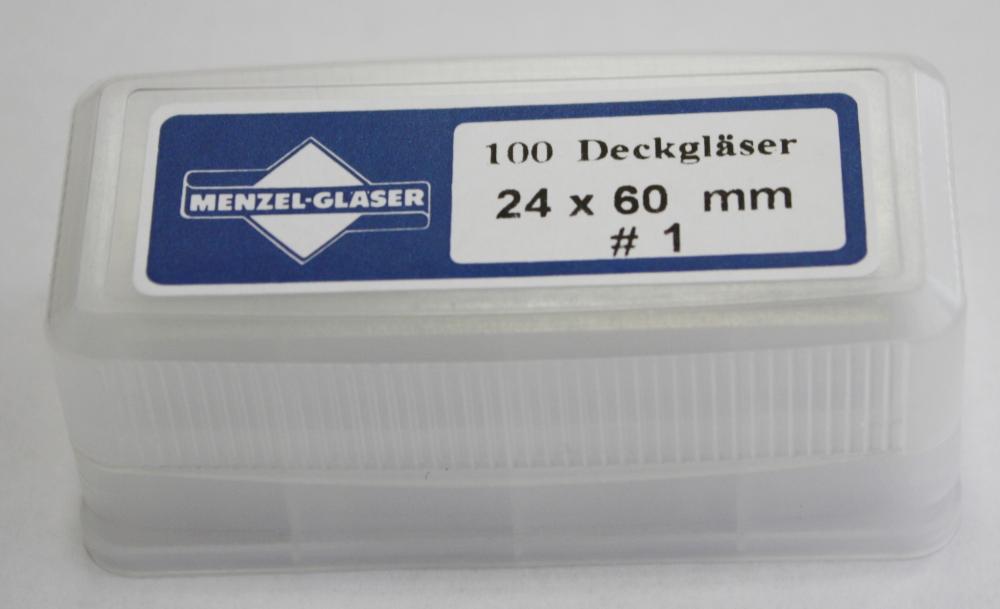 MENZEL-GLÄSER
100 Deckgläser
24 x 60 mm
# 1